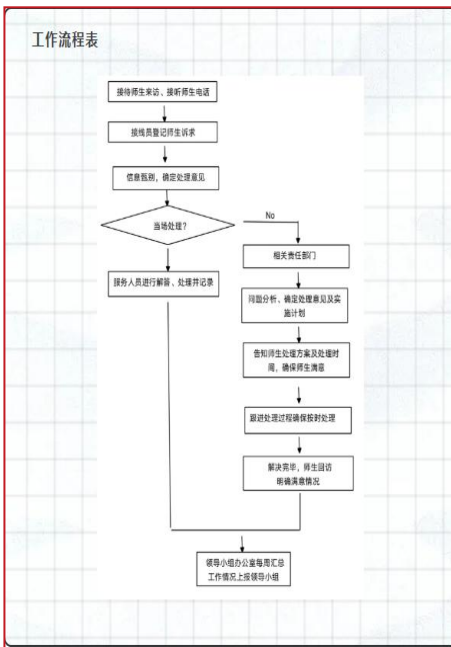 工作流程表
接待师生来访、接听师生电话
接线员登记师生诉求
信息甄别，确定处理意见
当场处理？
No
相关责任部门
服务人员进行解答、处理并记录
问题分析、确定处理意见及实
施计划
告知师生处理方案及处理时
间，确保师生满意
跟进处理过程确保按时处理
解决完毕，师生回访
明确满意情况
领导小组办公室每周汇总
工作情况上报领导小组